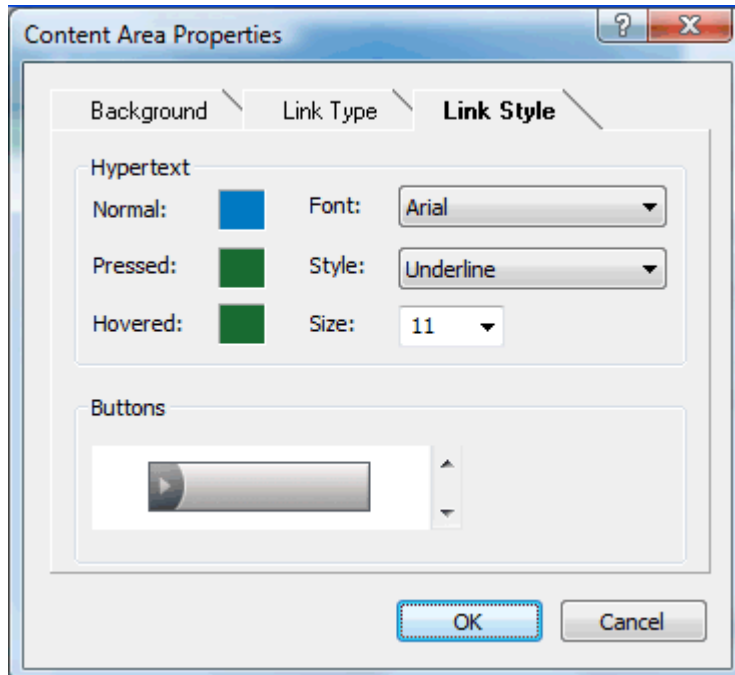 Content Area Properties
Background Link Type Link Style
Hypertext
Normal: Font: Arial
Pressed: Style: Underline
Hovered: Size: 11
Buttons
OK Cancel